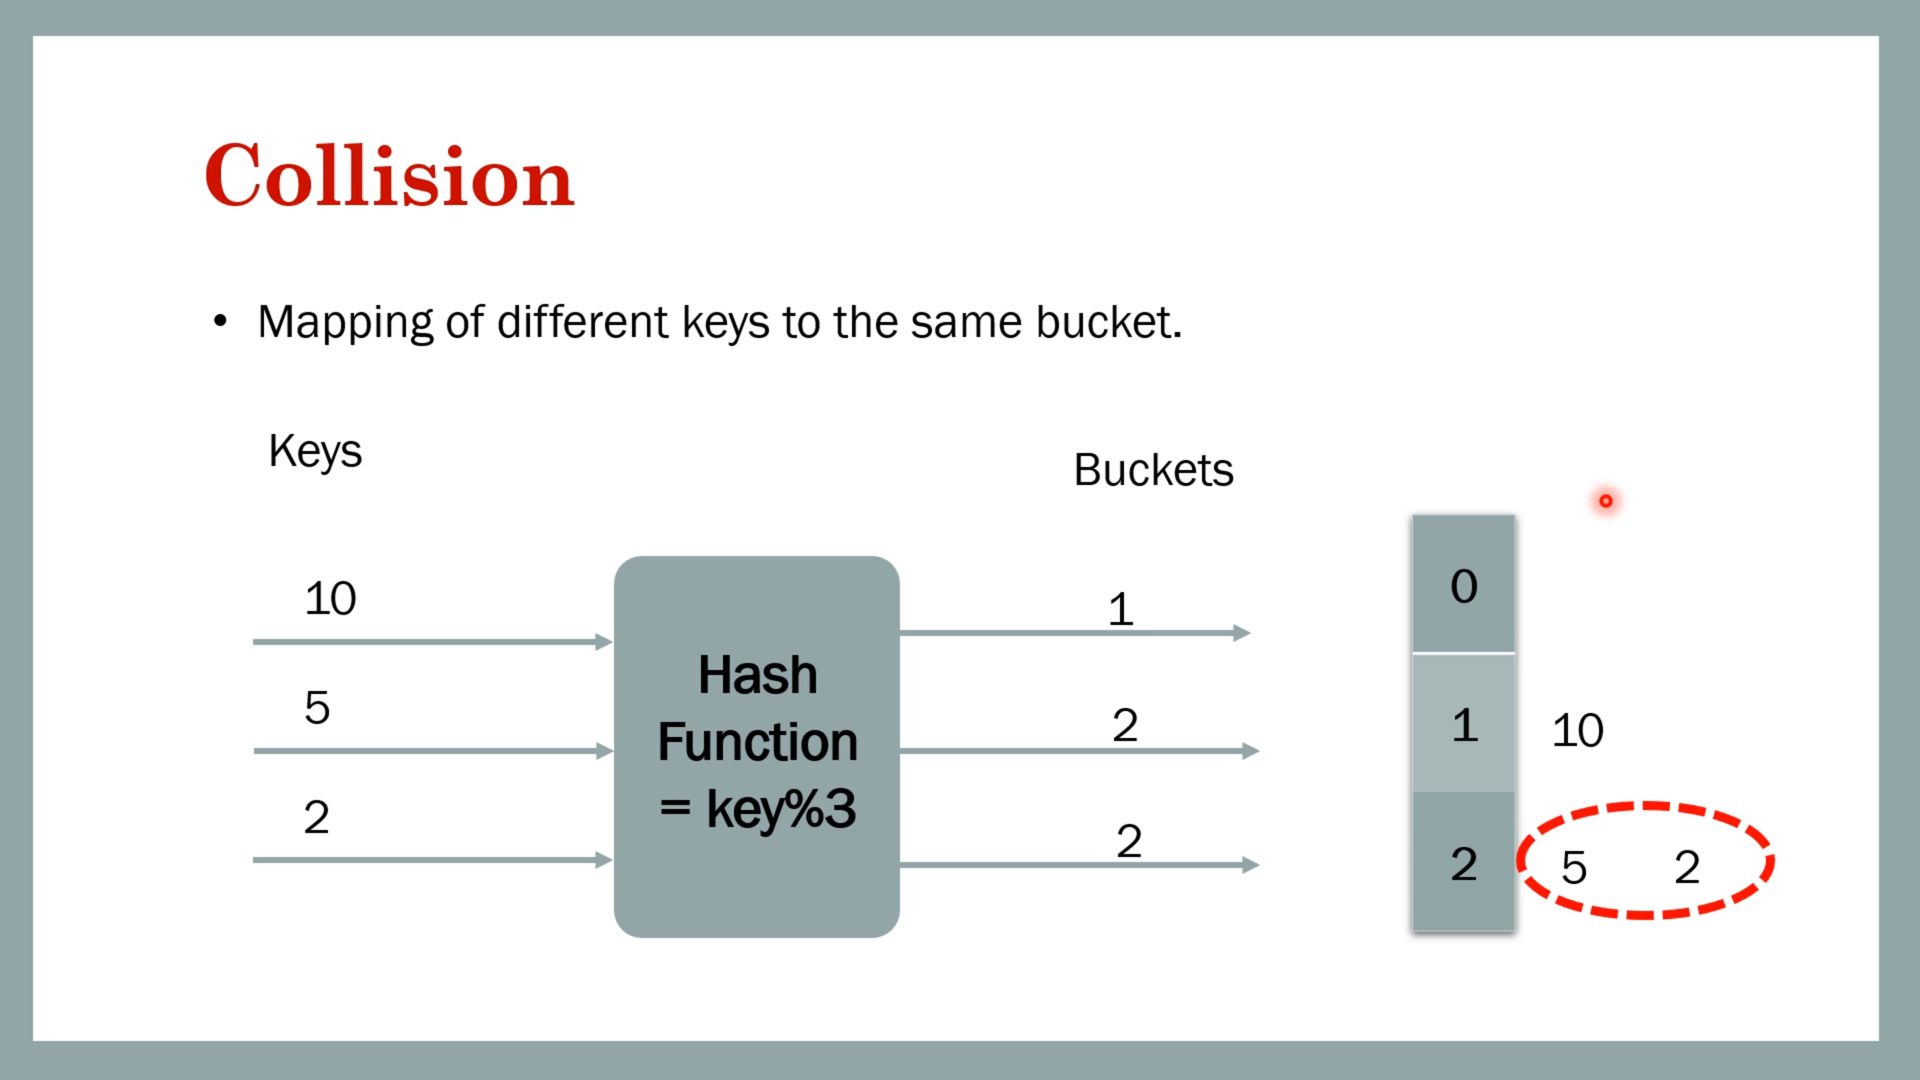 Collision
• Mapping of different keys to the same bucket.
Keys
Buckets
10
5
2
Hash
Function
= key%3
1
2
2
0
1 10
2 5 2